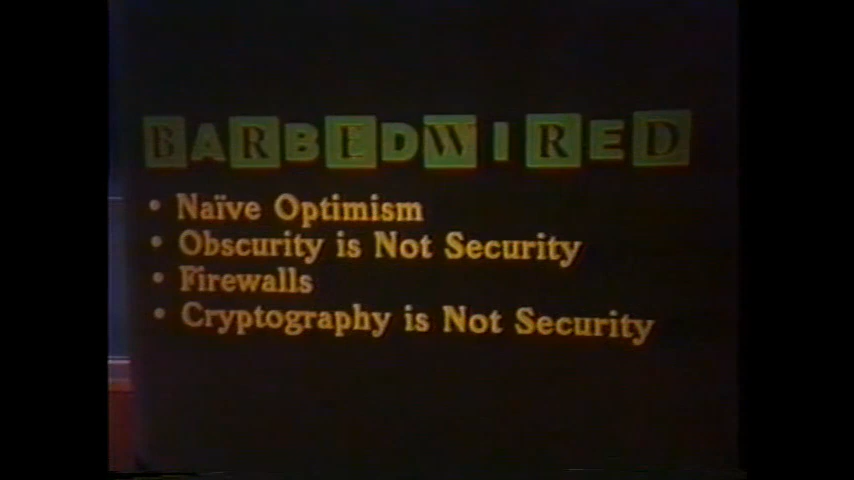 BARBEDWIRED
• Naïve Optimism
• Obscurity is Not Security
• Firewalls
• Cryptography is Not Security